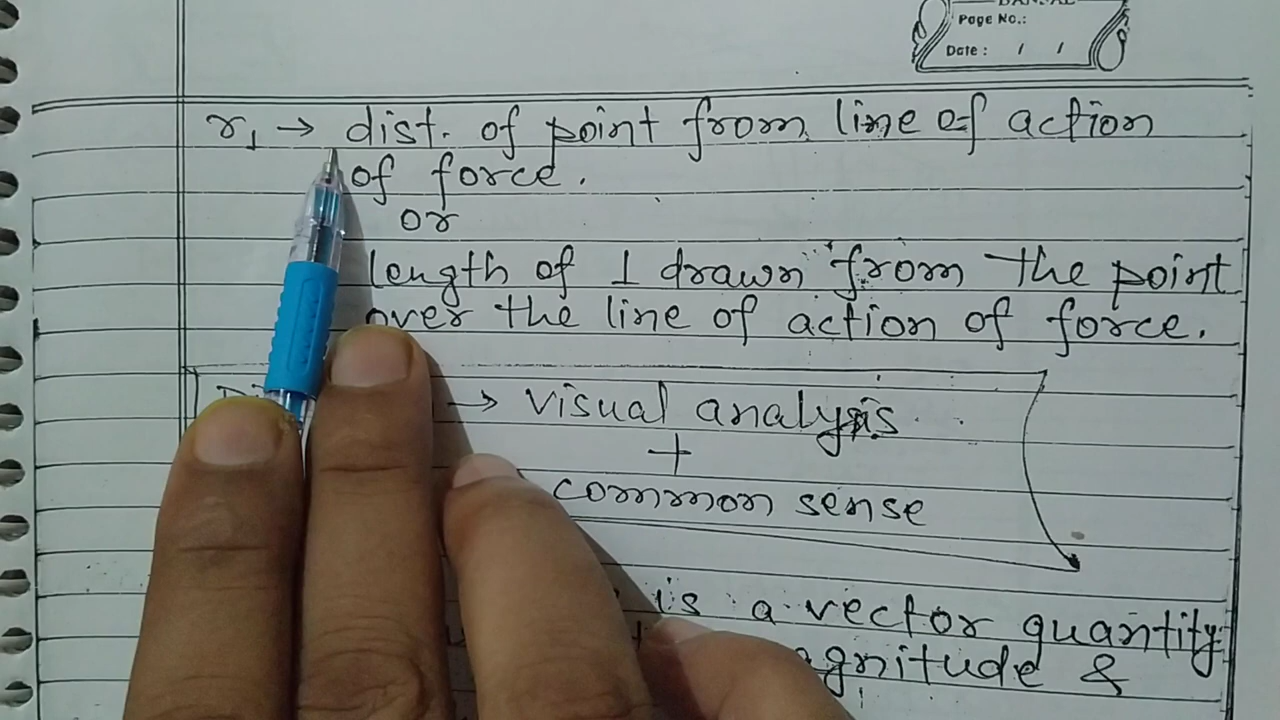 Page No.:
Date: / /
r⊥ → dist. of point from line of action
of force.
or
length of ⊥ drawn from the point
over the line of action of force.
→ visual analysis
+
common sense
is a vector quantity
agnitude &